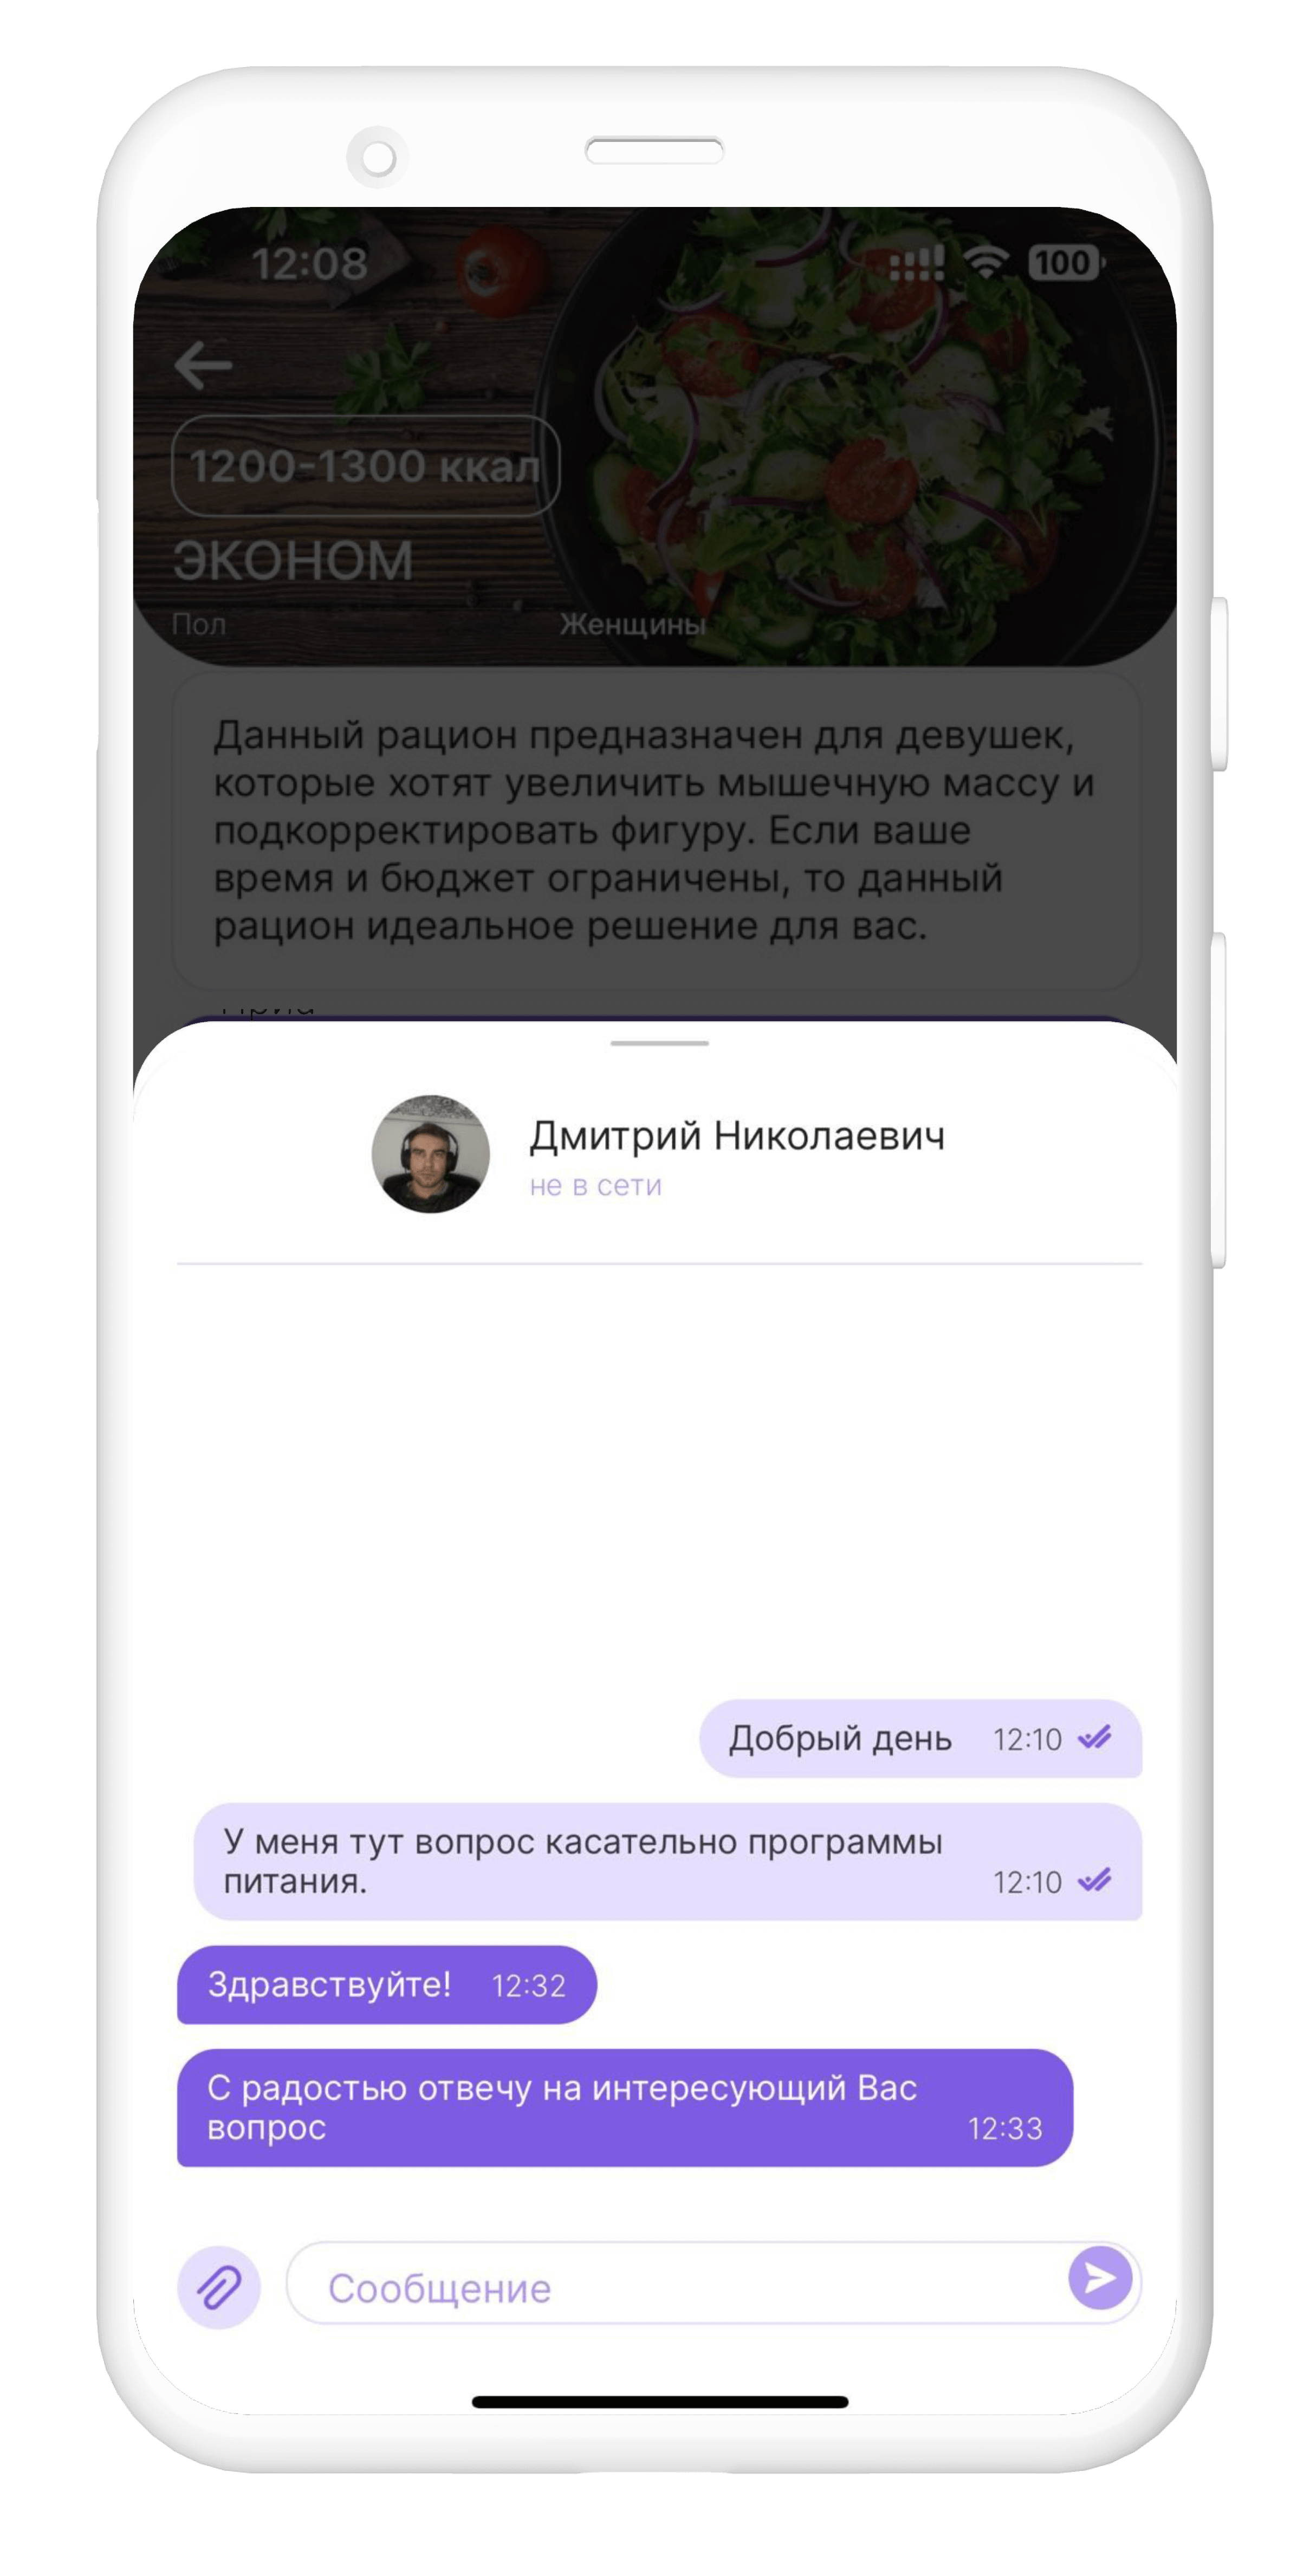 12:08
100
1200-1300 ккал
ЭКОНОМ
Пол
Женщины
Данный рацион предназначен для девушек,
которые хотят увеличить мышечную массу и
подкорректировать фигуру. Если ваше
время и бюджет ограничены, то данный
рацион идеальное решение для вас.
Дмитрий Николаевич
не в сети
Добрый день 12:10
У меня тут вопрос касательно программы
питания. 12:10
Здравствуйте! 12:32
С радостью отвечу на интересующий Вас
вопрос 12:33
Сообщение